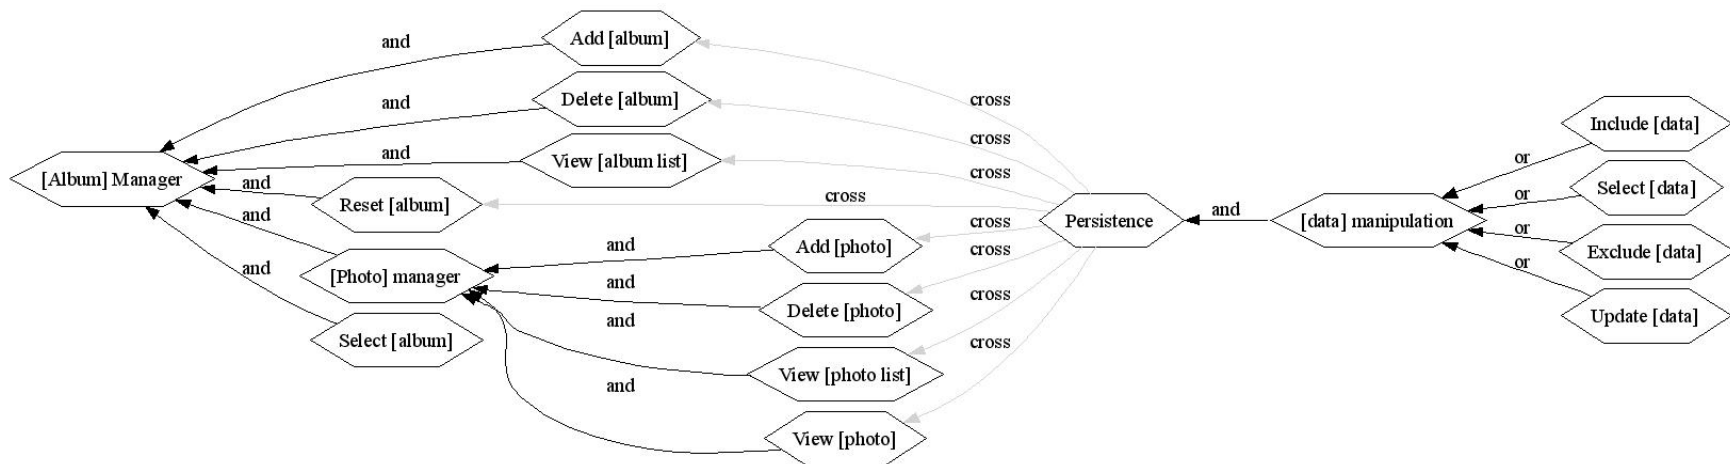 Add [album]
and
Delete [album]
and
cross
Include [data]
or
cross
View [album list]
and
cross
[Album] Manager
and
Reset [album]
cross
Select [data]
or
and
Add [photo]
cross
Persistence
and
[data] manipulation
or
Exclude [data]
and
cross
[Photo] manager
and
or
cross
Delete [photo]
Update [data]
and
and
Select [album]
cross
View [photo list]
and
View [photo]